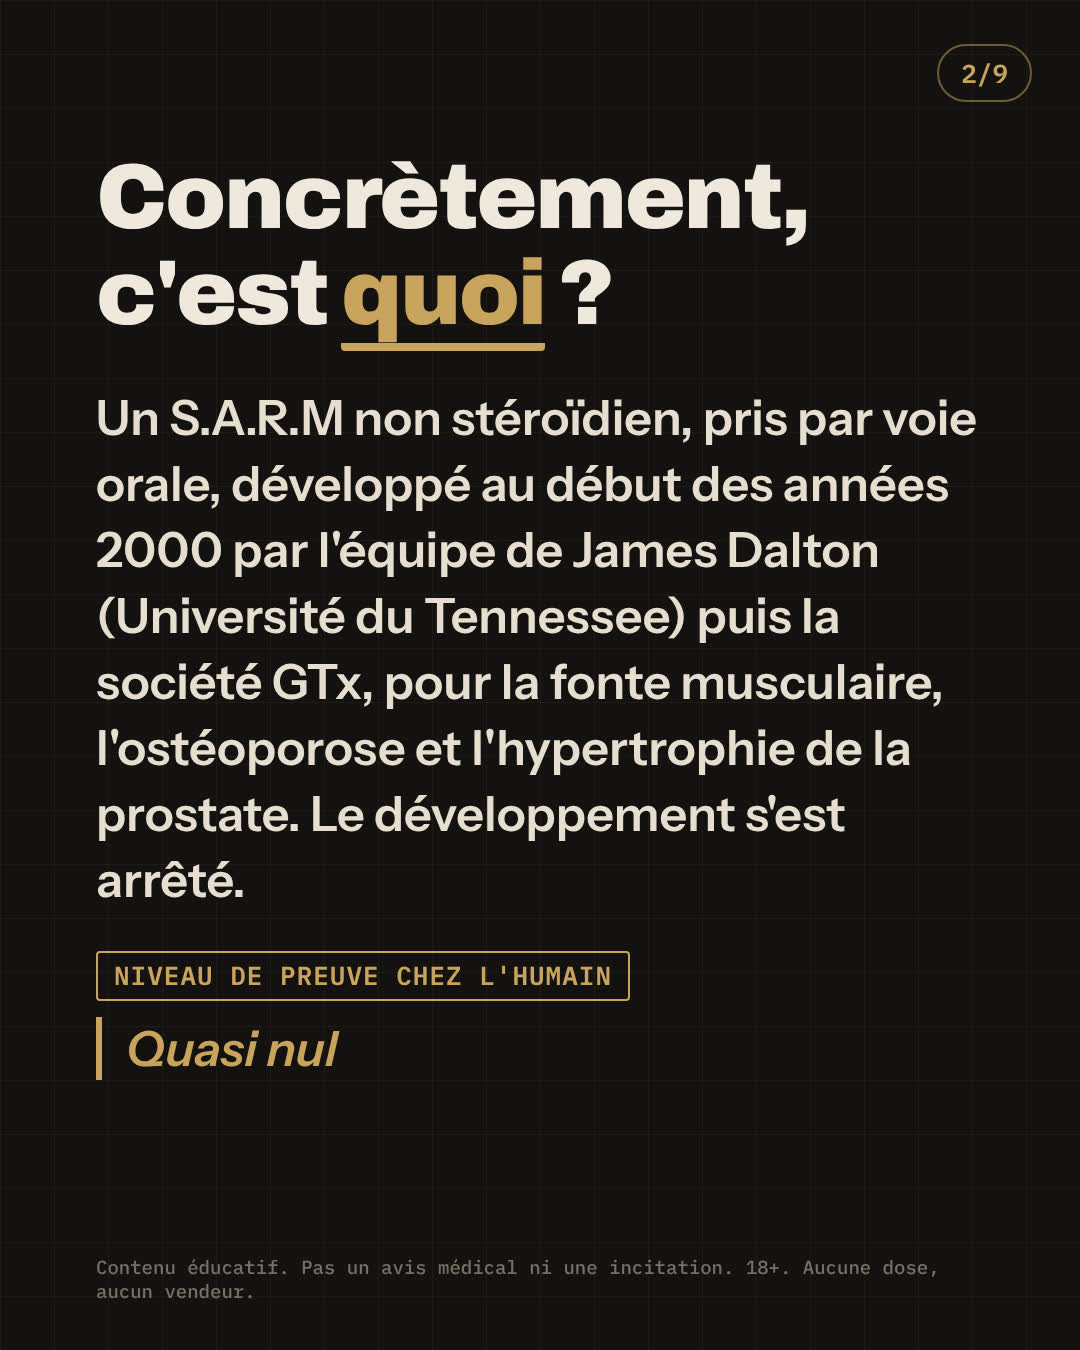 2/9
Concrètement,
c'est quoi ?
Un S.A.R.M non stéroïdien, pris par voie
orale, développé au début des années
2000 par l'équipe de James Dalton
(Université du Tennessee) puis la
société GTx, pour la fonte musculaire,
l'ostéoporose et l'hypertrophie de la
prostate. Le développement s'est
arrêté.
NIVEAU DE PREUVE CHEZ L'HUMAIN
Quasi nul
Contenu éducatif. Pas un avis médical ni une incitation. 18+. Aucune dose,
aucun vendeur.